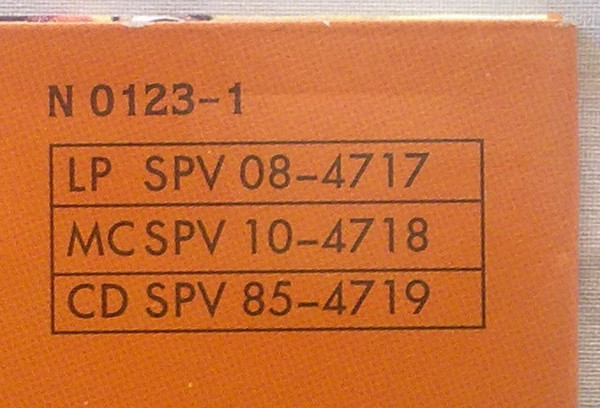 N 0123-1
LP SPV 08-4717
MC SPV 10-4718
CD SPV 85-4719